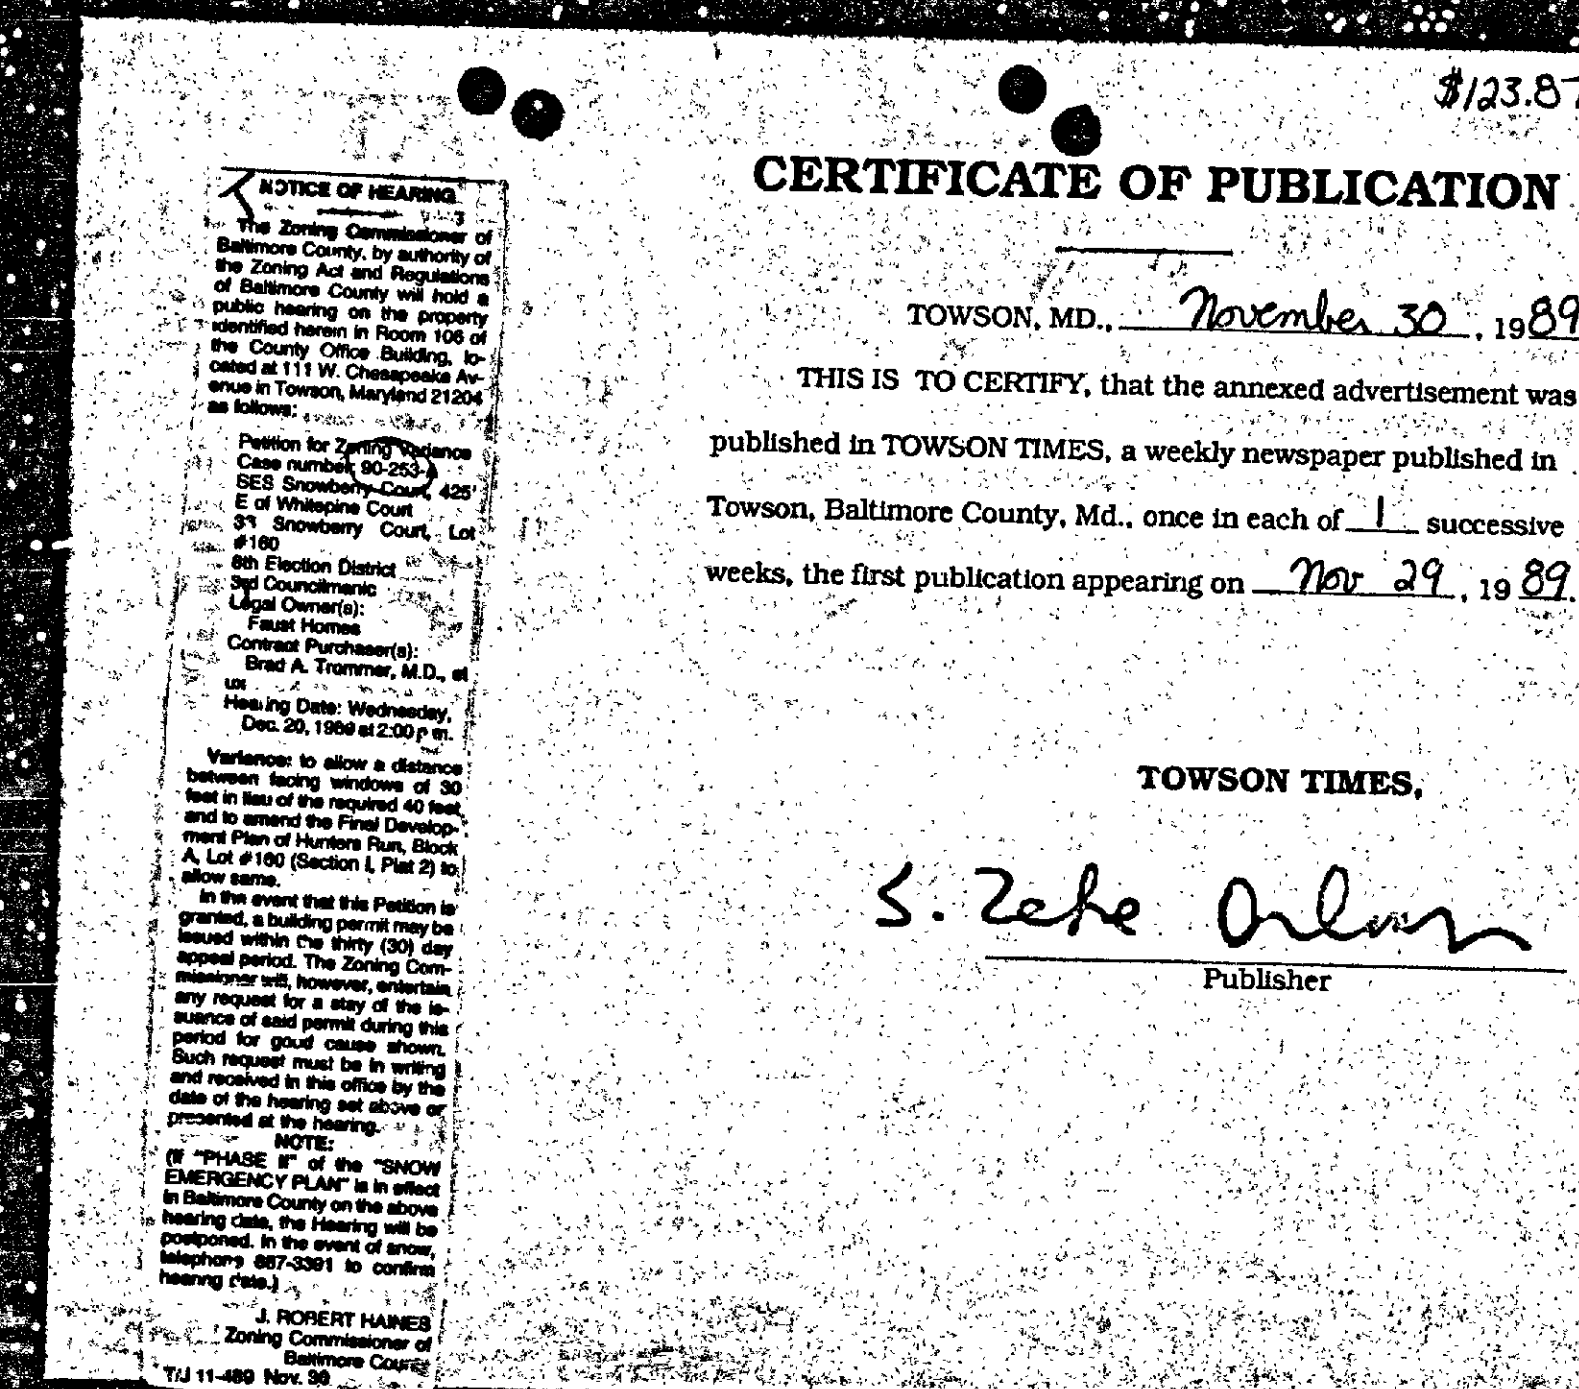 NOTICE OF HEARING
The Zoning Commissioner of
Baltimore County, by authority of
the Zoning Act and Regulations
of Baltimore County will hold a
public hearing on the property
identified herein in Room 106 of
the County Office Building, lo-
cated at 111 W. Chesapeake Av-
enue in Towson, Maryland 21204
as follows:
Petition for Zoning Variance
Case number: 90-253-A
SES Snowberry Court, 425'
E of Whitepine Court
33 Snowberry Court, Lot
#160
8th Election District
3rd Councilmanic
Legal Owner(s):
Faust Homes
Contract Purchaser(s):
Brad A. Trommer, M.D., et
ux
Hearing Date: Wednesday,
Dec. 20, 1989 at 2:00 p.m.
Variance: to allow a distance
between facing windows of 30
feet in lieu of the required 40 feet,
and to amend the Final Develop-
ment Plan of Hunters Run, Block
A, Lot #160 (Section I, Plat 2) to
allow same.
In the event that this Petition is
granted, a building permit may be
issued within the thirty (30) day
appeal period. The Zoning Com-
missioner will, however, entertain
any request for a stay of the is-
suance of said permit during this
period for good cause shown.
Such request must be in writing
and received in this office by the
date of the hearing set above or
presented at the hearing.
NOTE:
(If "PHASE II" of the "SNOW
EMERGENCY PLAN" is in effect
in Baltimore County on the above
hearing date, the Hearing will be
postponed. In the event of snow,
telephone 887-3391 to confirm
hearing date.)
J. ROBERT HAINES
Zoning Commissioner of
Baltimore County
T/J 11-489 Nov. 30
$123.87
CERTIFICATE OF PUBLICATION
TOWSON, MD., November 30, 1989
THIS IS TO CERTIFY, that the annexed advertisement was
published in TOWSON TIMES, a weekly newspaper published in
Towson, Baltimore County, Md., once in each of 1 successive
weeks, the first publication appearing on Nov 29, 1989.
TOWSON TIMES,
S. Zefe Orlman
Publisher